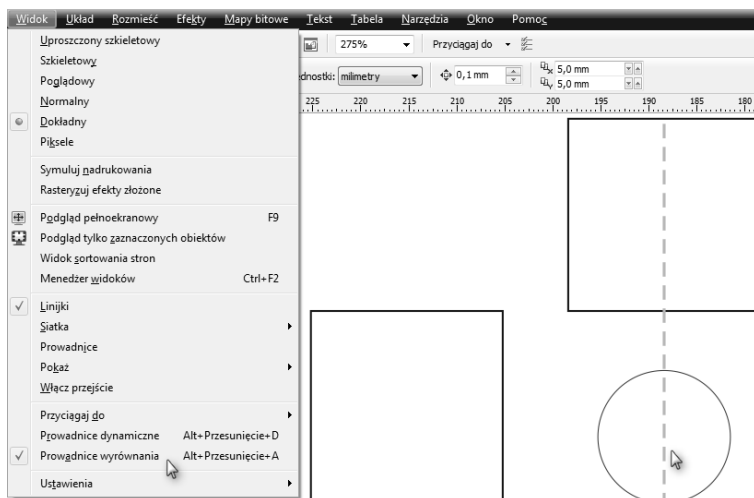 Widok Układ Rozmieść Efekty Mapy bitowe Tekst Tabela Narzędzia Okno Pomoc
Uproszczony szkieletowy
Szkieletowy
Poglądowy
Normalny
Dokładny
Piksele
Symuluj nadrukowania
Rasteryzuj efekty złożone
Podgląd pełnoekranowy F9
Podgląd tylko zaznaczonych obiektów
Widok sortowania stron
Menedżer widoków Ctrl+F2
Linijki
Siatka
Prowadnice
Pokaż
Włącz przejście
Przyciągaj do
Prowadnice dynamiczne Alt+Przesunięcie+D
Prowadnice wyrównania Alt+Przesunięcie+A
Ustawienia
275% Przyciągaj do
dnostki: milimetry 0,1 mm 5,0 mm
5,0 mm
225 220 215 210 205 200 195 190 185 180